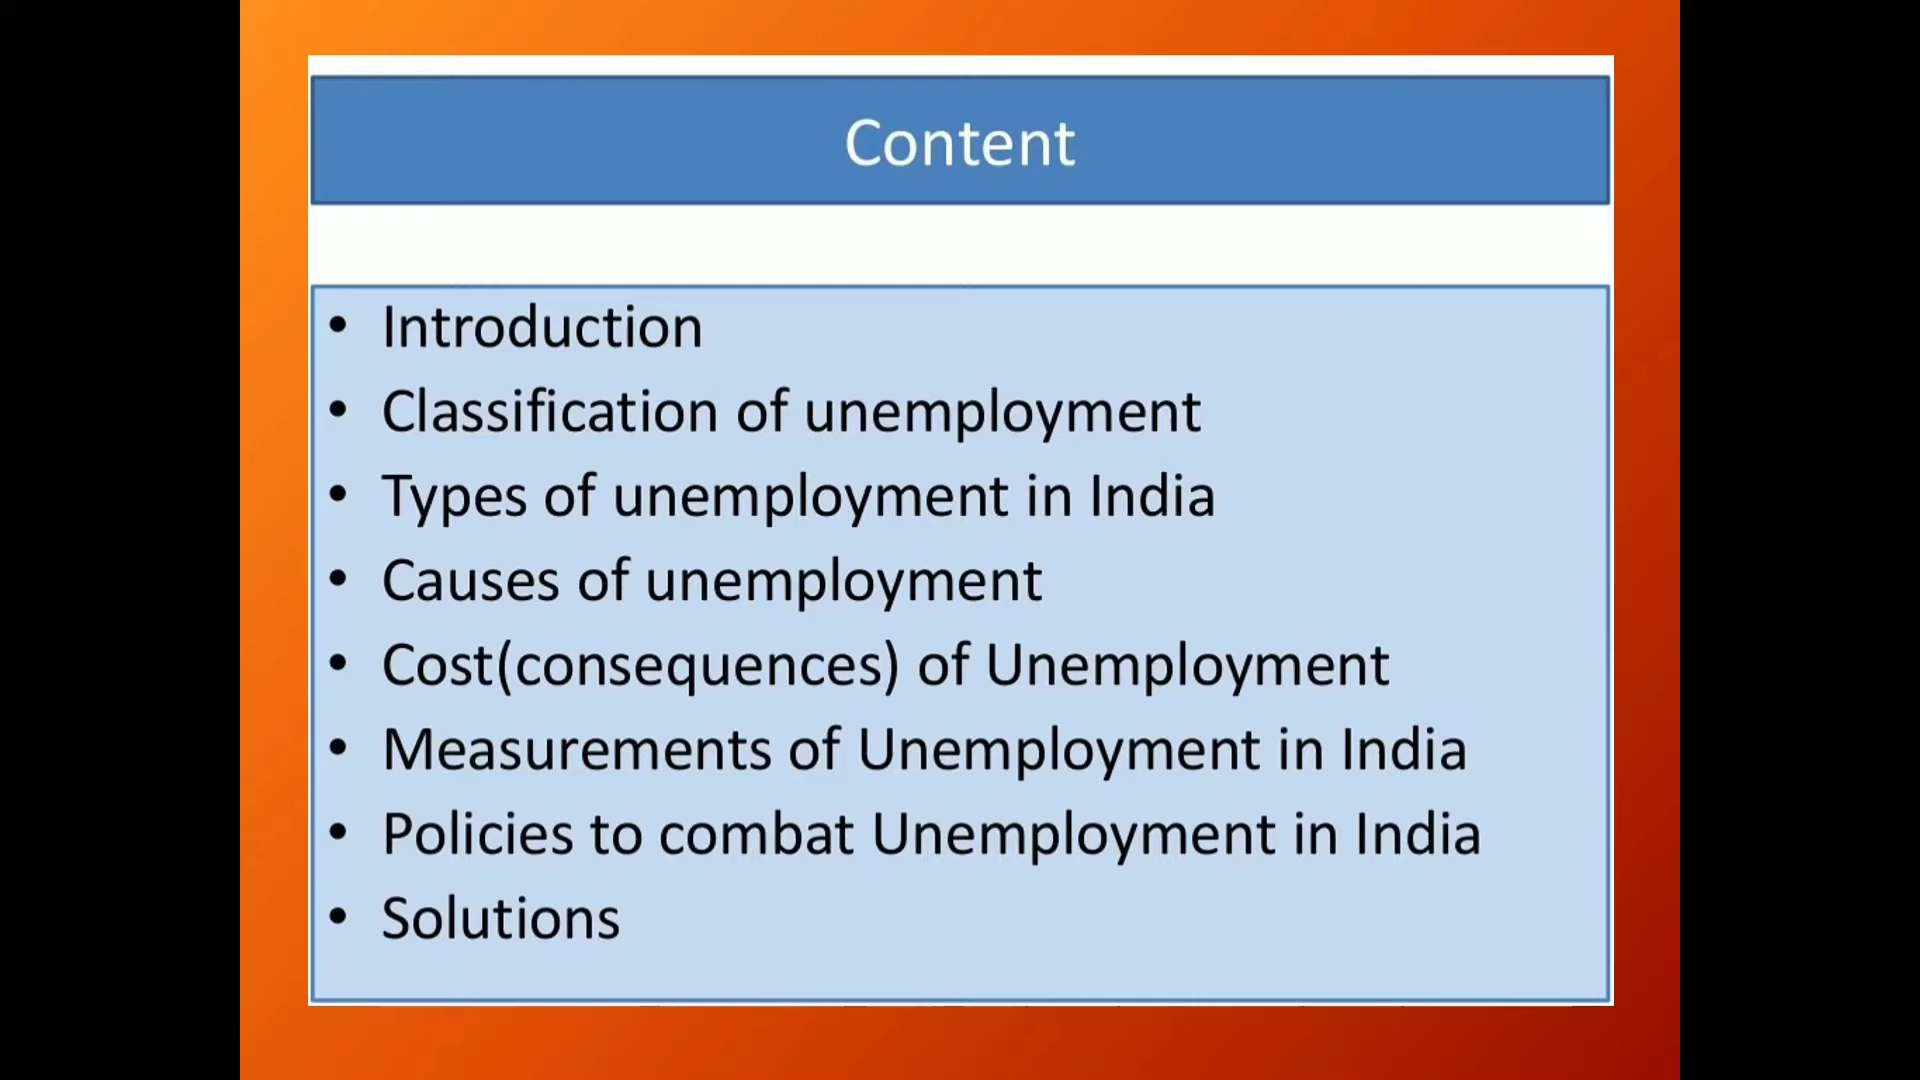 Content
• Introduction
• Classification of unemployment
• Types of unemployment in India
• Causes of unemployment
• Cost(consequences) of Unemployment
• Measurements of Unemployment in India
• Policies to combat Unemployment in India
• Solutions